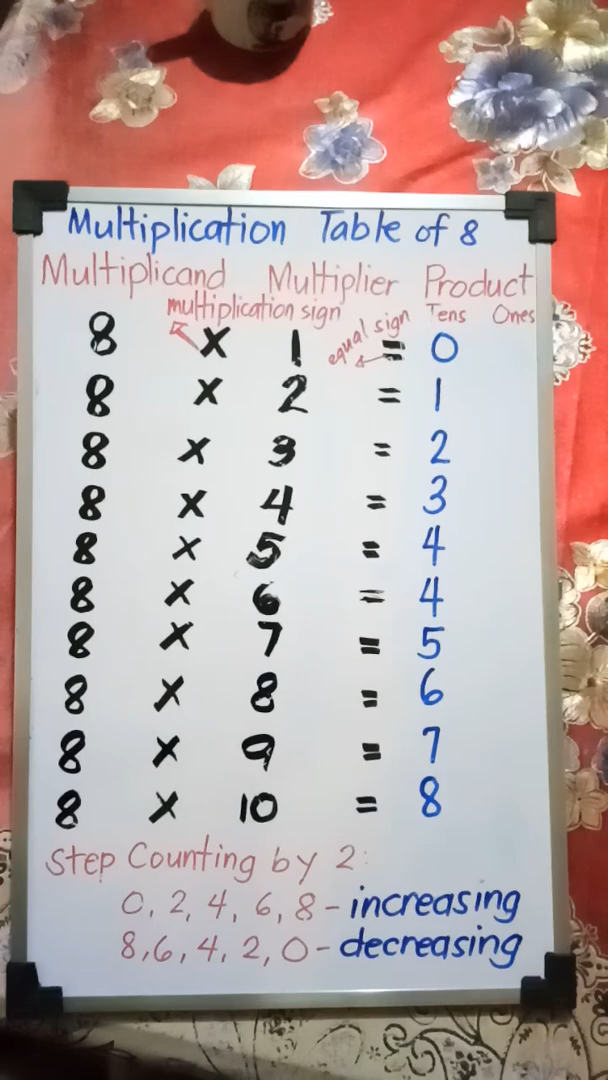 Multiplication Table of 8
Multiplicand Multiplier Product
multiplication sign equal sign Tens Ones
8 × 1 = 0
8 × 2 = 1
8 × 3 = 2
8 × 4 = 3
8 × 5 = 4
8 × 6 = 4
8 × 7 = 5
8 × 8 = 6
8 × 9 = 7
8 × 10 = 8
Step Counting by 2:
0, 2, 4, 6, 8 - increasing
8, 6, 4, 2, 0 - decreasing